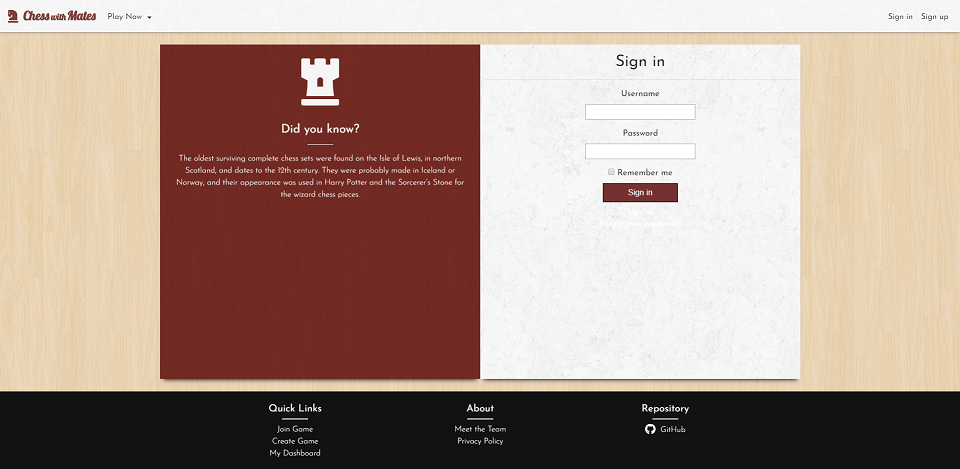 Chess with Mates
Play Now
Sign in
Sign up
Did you know?
The oldest surviving complete chess sets were found on the Isle of Lewis, in northern
Scotland, and dates to the 12th century. They were probably made in Iceland or
Norway, and their appearance was used in Harry Potter and the Sorcerer's Stone for
the wizard chess pieces.
Sign in
Username
Password
Remember me
Sign in
Quick Links
Join Game
Create Game
My Dashboard
About
Meet the Team
Privacy Policy
Repository
GitHub